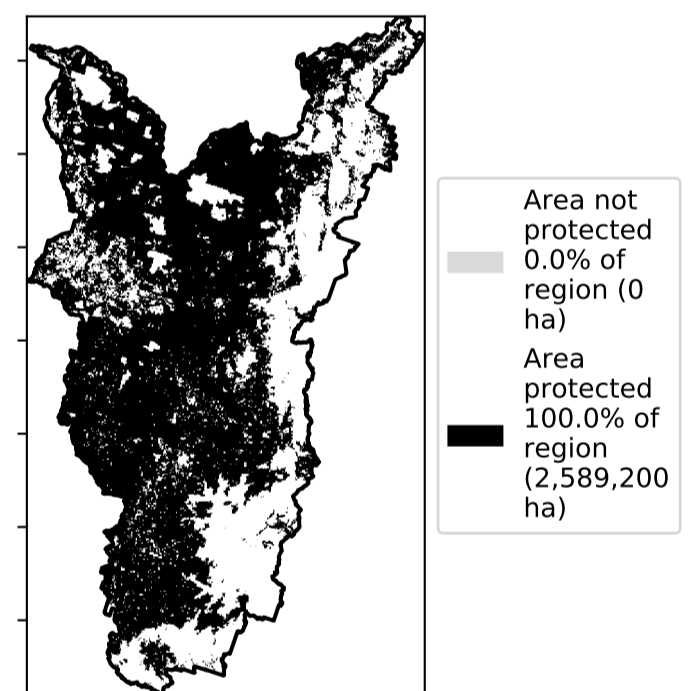 Area not
protected
0.0% of
region (0
ha)
Area
protected
100.0% of
region
(2,589,200
ha)